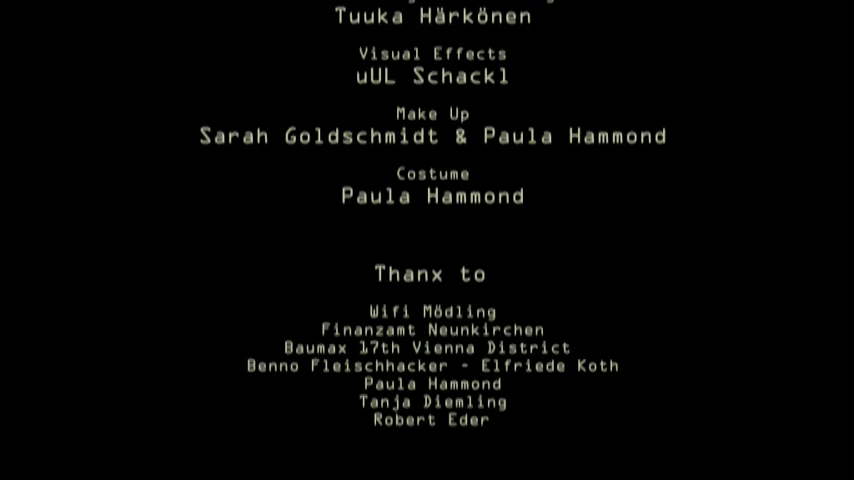 Tuuka Härkönen
Visual Effects
uUL Schackl
Make Up
Sarah Goldschmidt & Paula Hammond
Costume
Paula Hammond
Thanx to
Wifi Mödling
Finanzamt Neunkirchen
Baumax 17th Vienna District
Benno Fleischhacker - Elfriede Koth
Paula Hammond
Tanja Diemling
Robert Eder